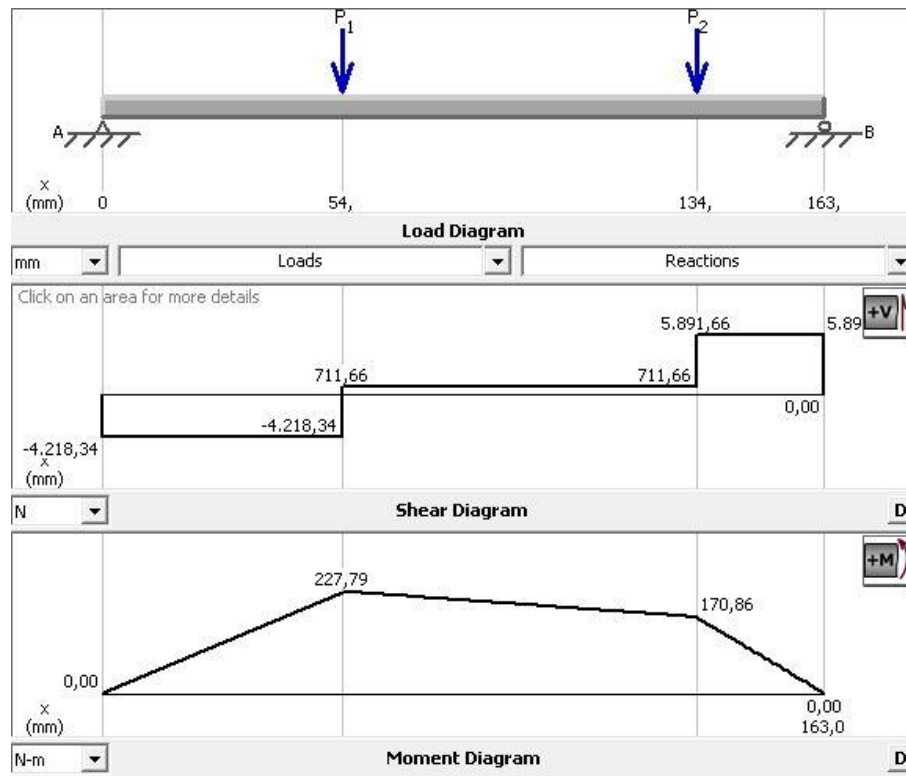 P1 P2
A B
x
(mm) 0 54, 134, 163,
Load Diagram
mm Loads Reactions
Click on an area for more details
+V
5.891,66 5.89
711,66 711,66
0,00
-4.218,34
-4.218,34
x
(mm)
N Shear Diagram D
+M
227,79
170,86
0,00
x 0,00
(mm) 163,0
N-m Moment Diagram D